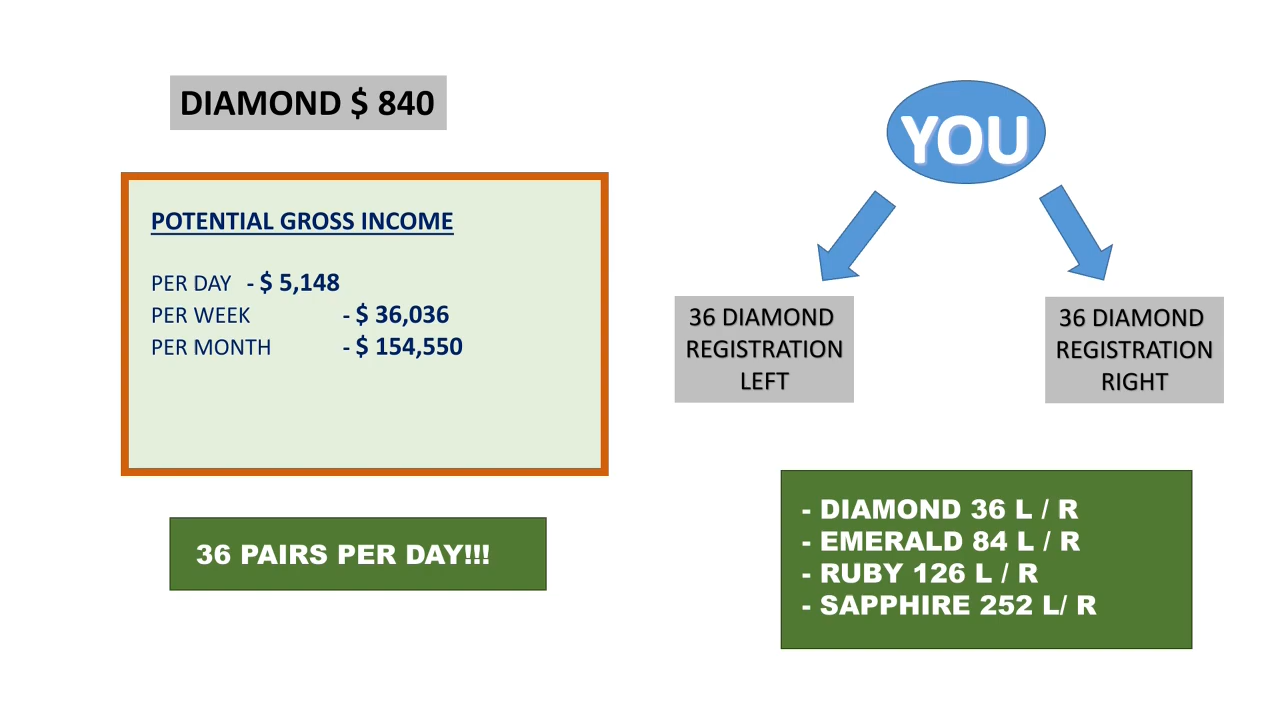 DIAMOND $ 840
POTENTIAL GROSS INCOME
PER DAY - $ 5,148
PER WEEK - $ 36,036
PER MONTH - $ 154,550
36 PAIRS PER DAY!!!
YOU
36 DIAMOND
REGISTRATION
LEFT
36 DIAMOND
REGISTRATION
RIGHT
- DIAMOND 36 L / R
- EMERALD 84 L / R
- RUBY 126 L / R
- SAPPHIRE 252 L/ R